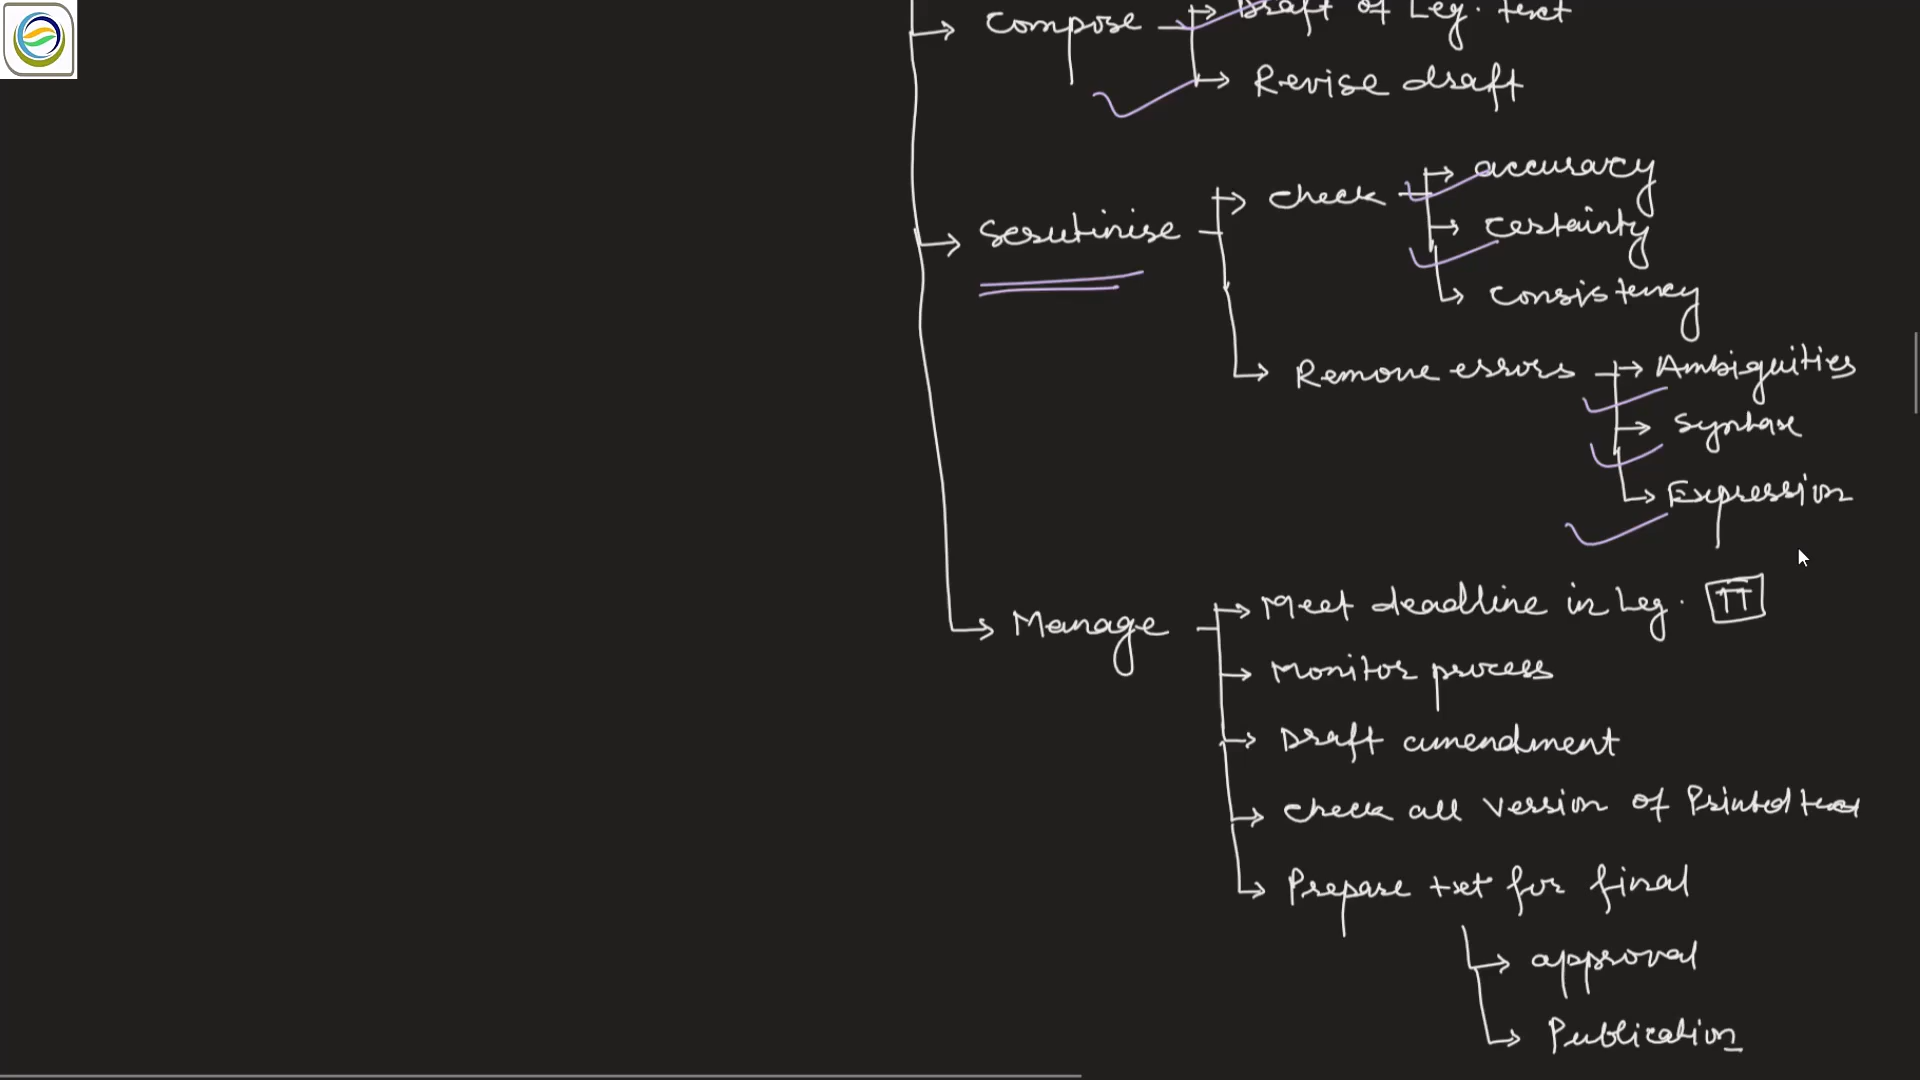 Compose → Draft of Leg. text
→ Revise draft
→ Scrutinise → check → accuracy
→ Certainty
→ Consistency
→ Remove errors → Ambiguities
→ Syntax
→ Expression
→ Manage → Meet deadline in Leg. TT
→ Monitor process
→ Draft amendment
→ Check all version of Printed text
→ Prepare txt for final
→ approval
→ Publication